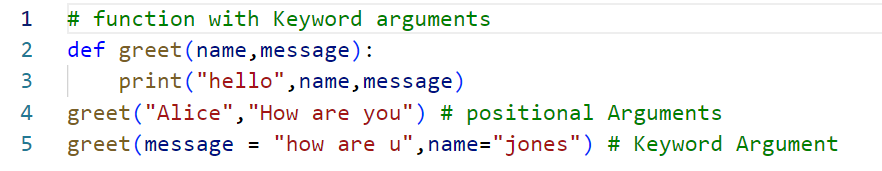 1 # function with Keyword arguments
2 def greet(name,message):
3     print("hello",name,message)
4 greet("Alice","How are you") # positional Arguments
5 greet(message = "how are u",name="jones") # Keyword Argument